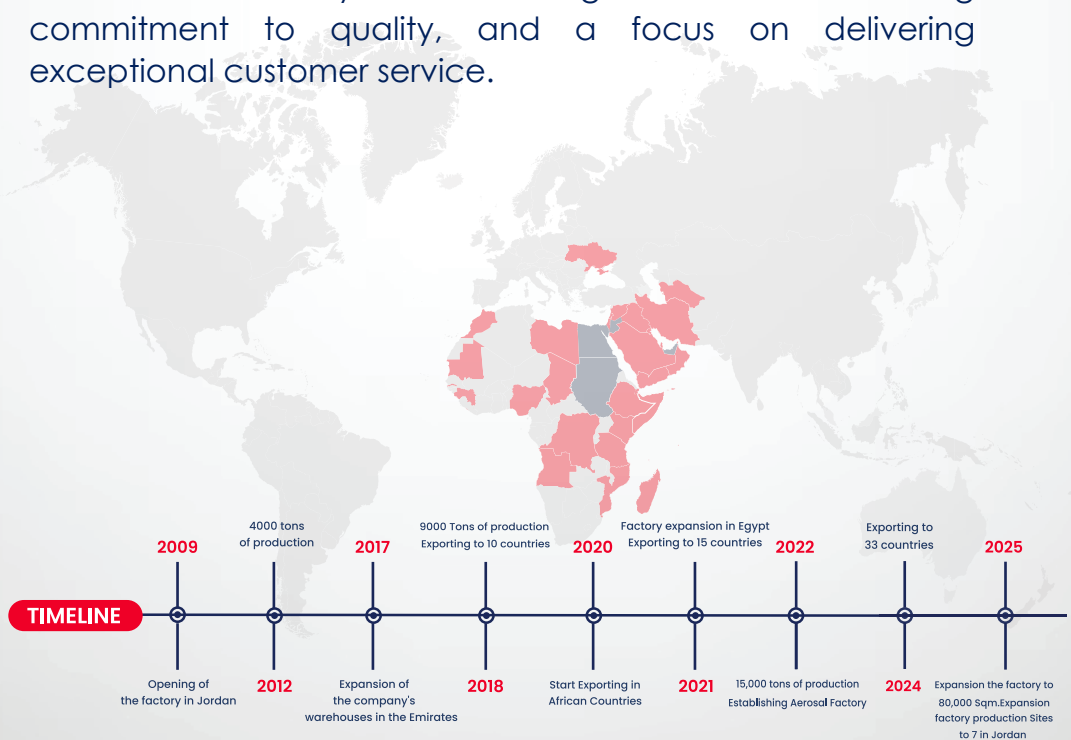 commitment to quality, and a focus on delivering
exceptional customer service.
4000 tons
of production
9000 Tons of production
Exporting to 10 countries
Factory expansion in Egypt
Exporting to 15 countries
Exporting to
33 countries
2009
2017
2020
2022
2025
TIMELINE
Opening of
the factory in Jordan
2012
Expansion of
the company's
warehouses in the Emirates
2018
Start Exporting in
African Countries
2021
15,000 tons of production
Establishing Aerosal Factory
2024
Expansion the factory to
80,000 Sqm.Expansion
factory production Sites
to 7 in Jordan